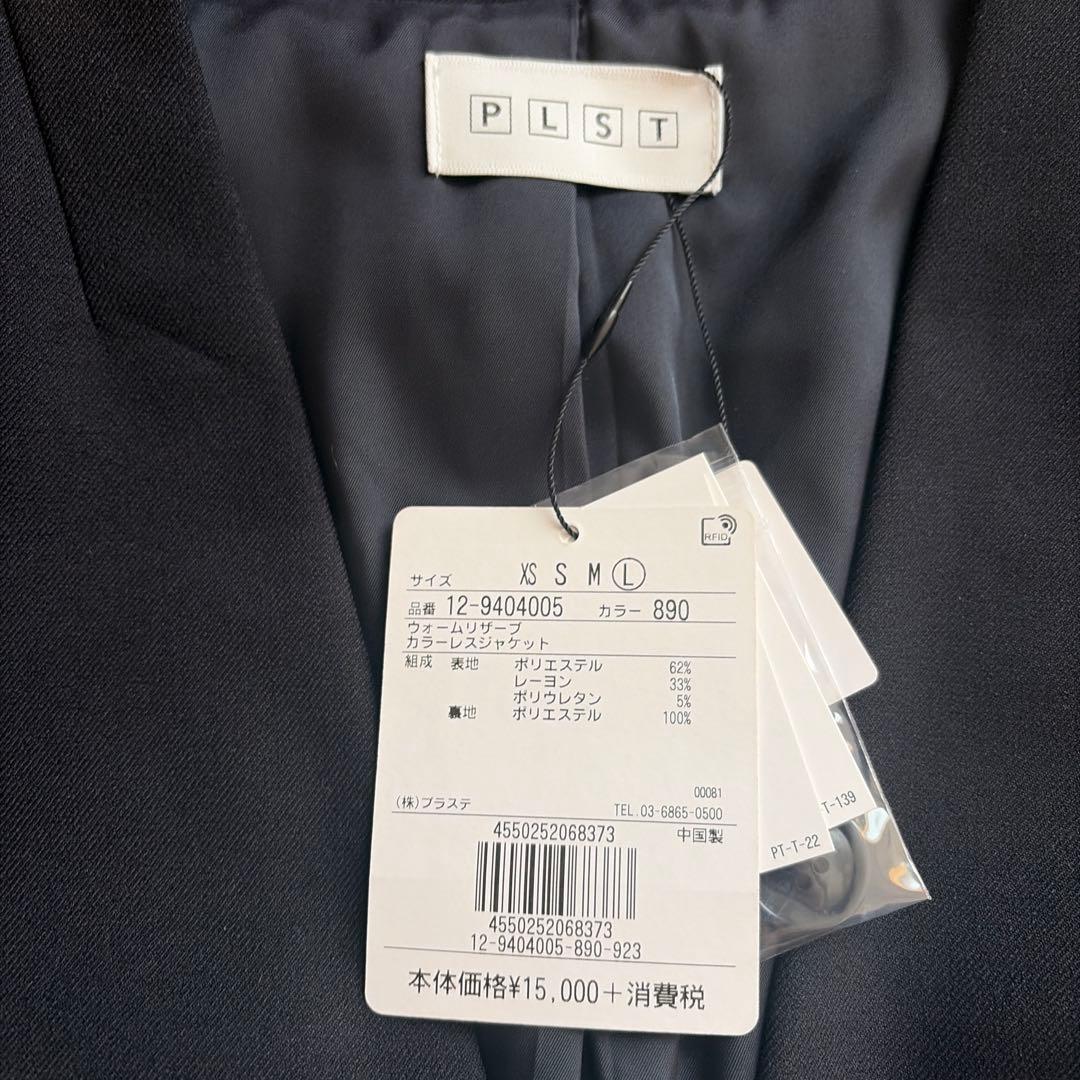 PLST
RFID
サイズ XS S M L
品番 12-9404005 カラー 890
ウォームリザーブ
カラーレスジャケット
組成 表地 ポリエステル 62%
レーヨン 33%
ポリウレタン 5%
裏地 ポリエステル 100%
00081
(株)プラステ TEL.03-6865-0500
4550252068373 中国製
4550252068373
12-9404005-890-923
本体価格¥15,000+消費税
T-139
PT-T-22